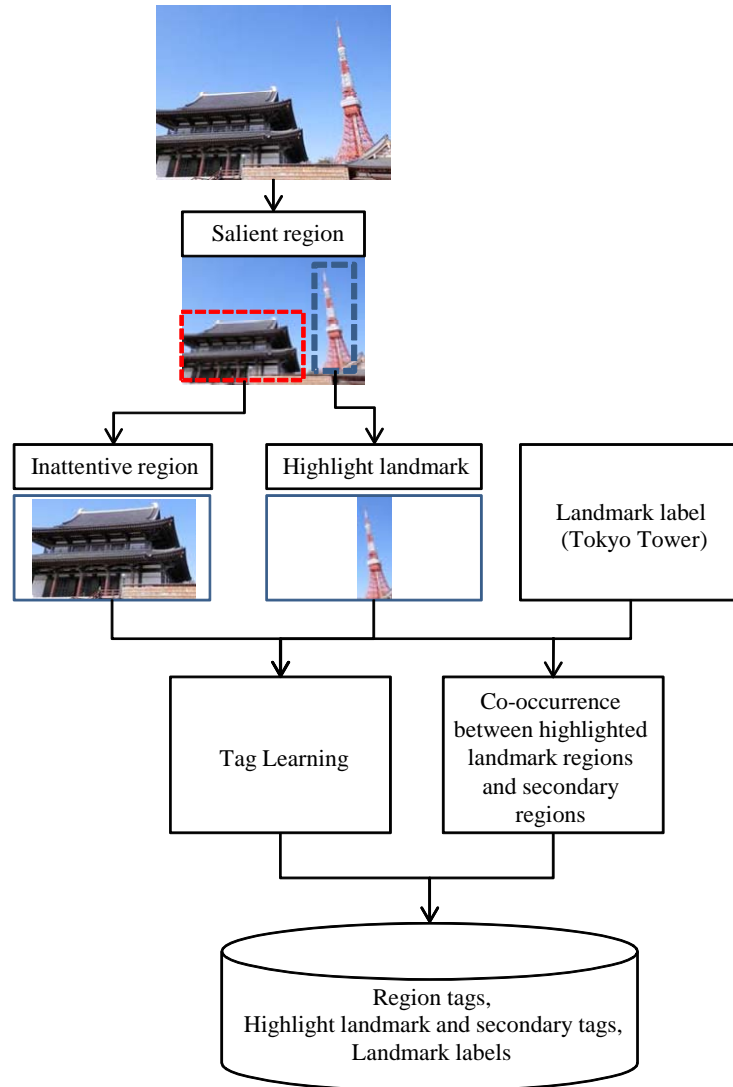 Salient region
Inattentive region
Highlight landmark
Landmark label
(Tokyo Tower)
Tag Learning
Co-occurrence
between highlighted
landmark regions
and secondary
regions
Region tags,
Highlight landmark and secondary tags,
Landmark labels